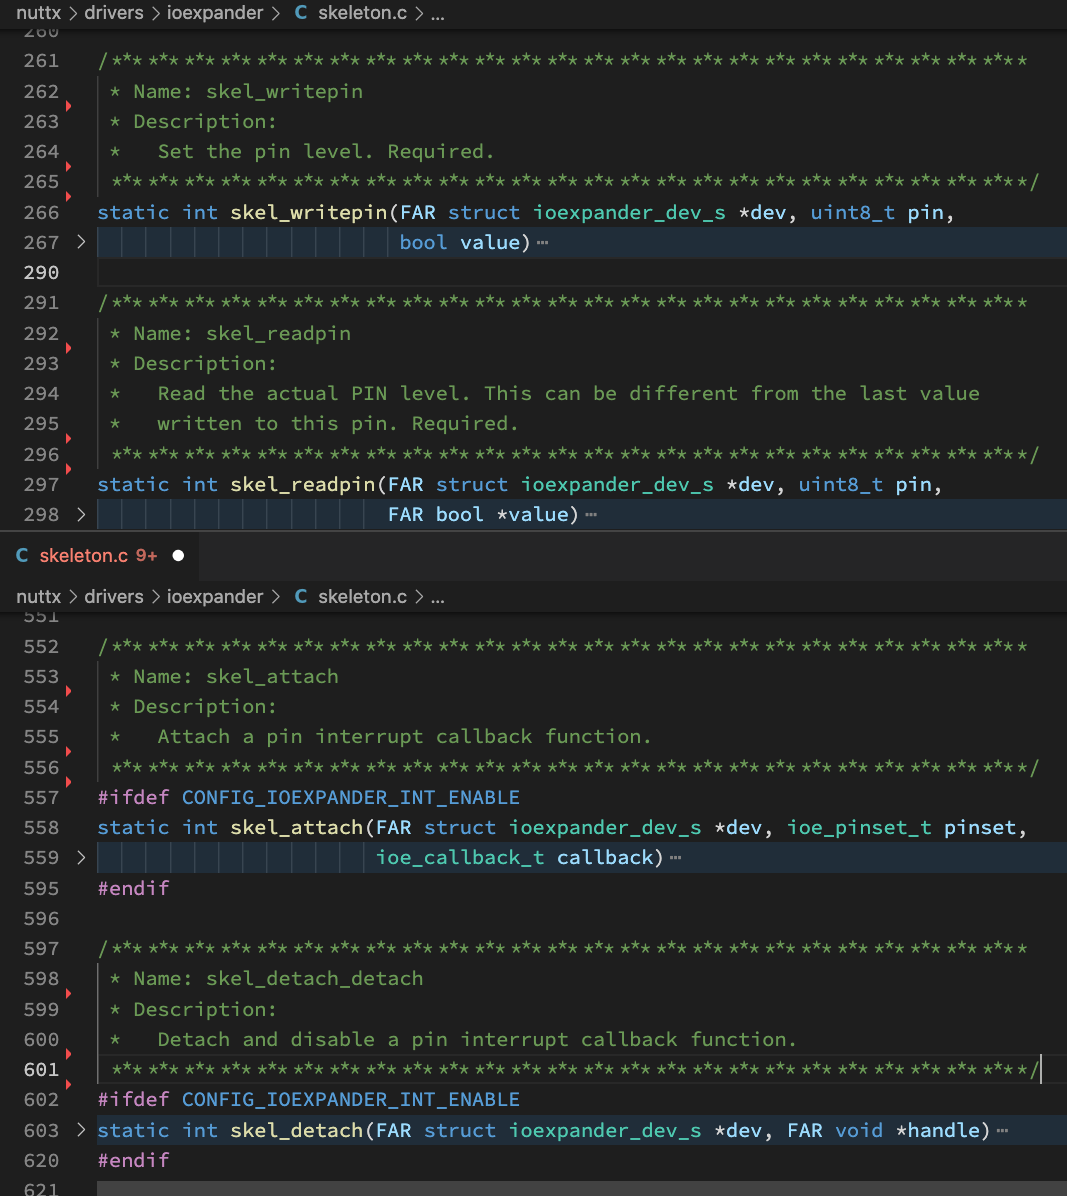 nuttx > drivers > ioexpander > C skeleton.c > ...
260
261 /****************************************************************************
262 * Name: skel_writepin
263 * Description:
264 *   Set the pin level. Required.
265 ****************************************************************************/
266 static int skel_writepin(FAR struct ioexpander_dev_s *dev, uint8_t pin,
267 > bool value) ⋯
290
291 /****************************************************************************
292 * Name: skel_readpin
293 * Description:
294 *   Read the actual PIN level. This can be different from the last value
295 *   written to this pin. Required.
296 ****************************************************************************/
297 static int skel_readpin(FAR struct ioexpander_dev_s *dev, uint8_t pin,
298 > FAR bool *value) ⋯
C skeleton.c 9+ ●
nuttx > drivers > ioexpander > C skeleton.c > ...
551
552 /****************************************************************************
553 * Name: skel_attach
554 * Description:
555 *   Attach a pin interrupt callback function.
556 ****************************************************************************/
557 #ifdef CONFIG_IOEXPANDER_INT_ENABLE
558 static int skel_attach(FAR struct ioexpander_dev_s *dev, ioe_pinset_t pinset,
559 > ioe_callback_t callback) ⋯
595 #endif
596
597 /****************************************************************************
598 * Name: skel_detach_detach
599 * Description:
600 *   Detach and disable a pin interrupt callback function.
601 ****************************************************************************/
602 #ifdef CONFIG_IOEXPANDER_INT_ENABLE
603 > static int skel_detach(FAR struct ioexpander_dev_s *dev, FAR void *handle) ⋯
620 #endif
621